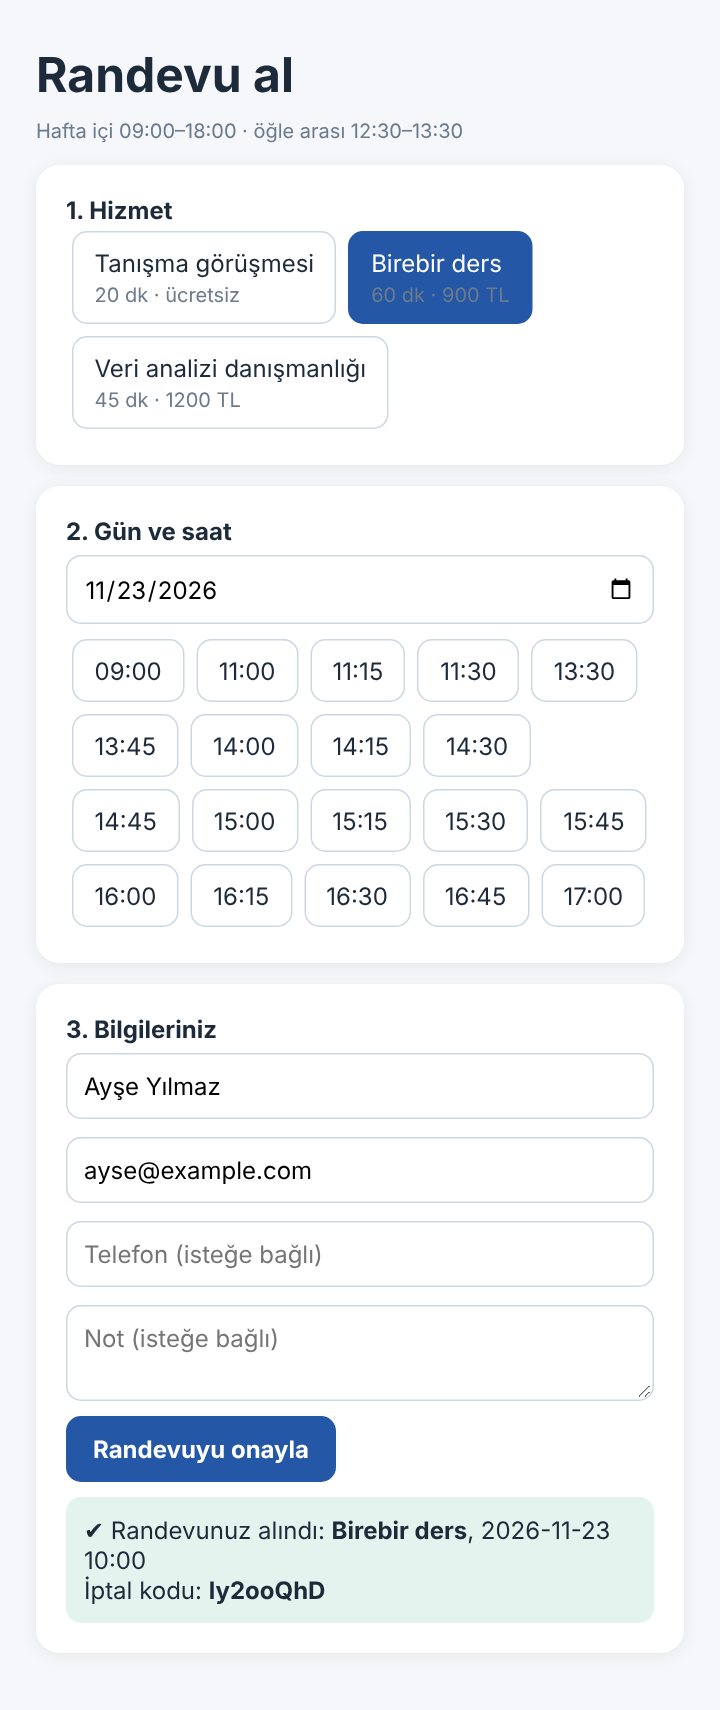 Randevu al
Hafta içi 09:00–18:00 · öğle arası 12:30–13:30
1. Hizmet
Tanışma görüşmesi
20 dk · ücretsiz
Birebir ders
60 dk · 900 TL
Veri analizi danışmanlığı
45 dk · 1200 TL
2. Gün ve saat
11/23/2026
09:00 11:00 11:15 11:30 13:30
13:45 14:00 14:15 14:30
14:45 15:00 15:15 15:30 15:45
16:00 16:15 16:30 16:45 17:00
3. Bilgileriniz
Ayşe Yılmaz
ayse@example.com
Telefon (isteğe bağlı)
Not (isteğe bağlı)
Randevuyu onayla
✔ Randevunuz alındı: Birebir ders, 2026-11-23
10:00
İptal kodu: Iy2ooQhD